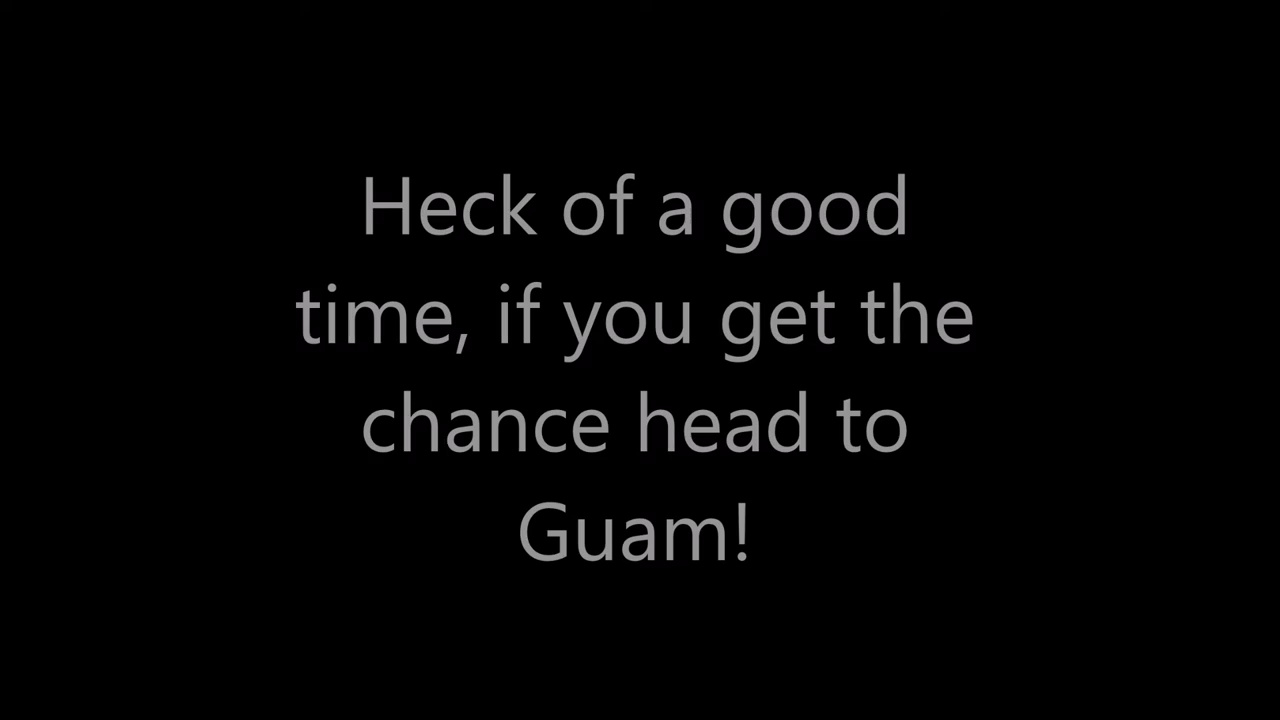 Heck of a good
time, if you get the
chance head to
Guam!